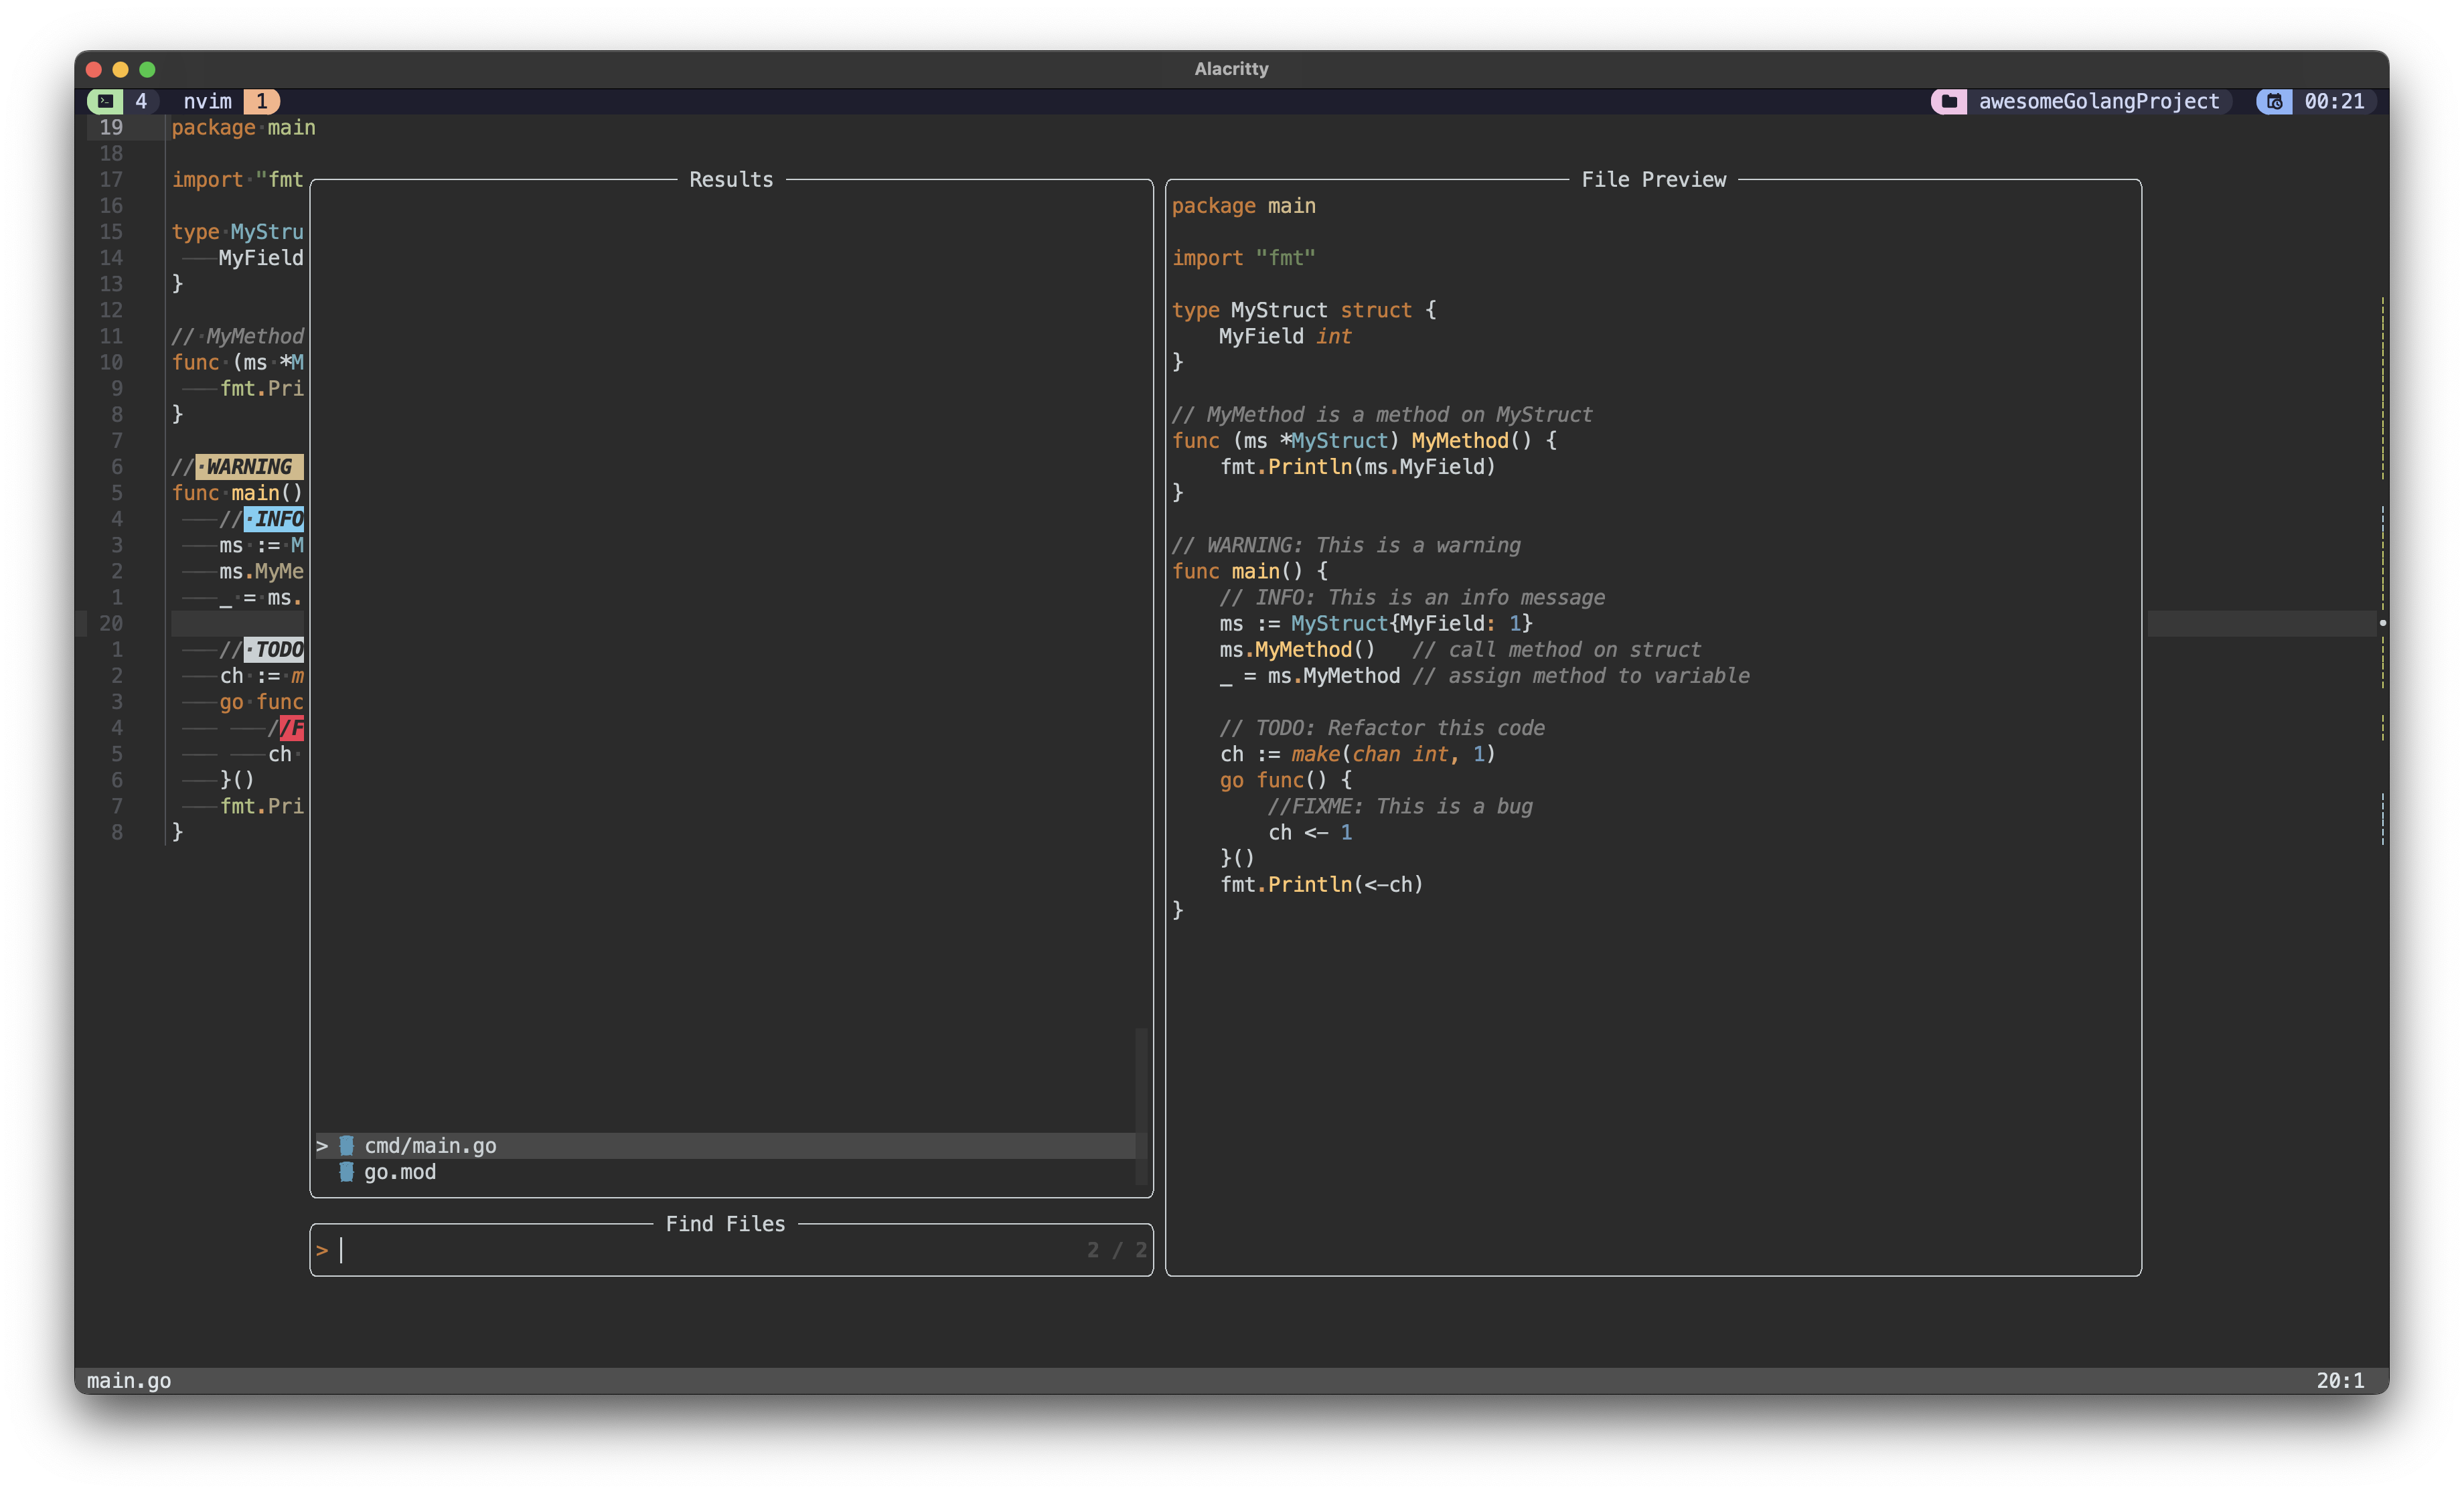 Alacritty
4 nvim 1 awesomeGolangProject 00:21
19 package main
18
17 import "fmt
16
15 type MyStru
14 MyField
13 }
12
11 // MyMethod
10 func (ms *M
9 fmt.Pri
8 }
7
6 // WARNING
5 func main()
4 // INFO
3 ms := M
2 ms.MyMe
1 _ = ms.
20
1 // TODO
2 ch := m
3 go func
4 //F
5 ch
6 }()
7 fmt.Pri
8 }
Results
> cmd/main.go
go.mod
Find Files
> 2 / 2
File Preview
package main
import "fmt"
type MyStruct struct {
    MyField int
}
// MyMethod is a method on MyStruct
func (ms *MyStruct) MyMethod() {
    fmt.Println(ms.MyField)
}
// WARNING: This is a warning
func main() {
    // INFO: This is an info message
    ms := MyStruct{MyField: 1}
    ms.MyMethod()   // call method on struct
    _ = ms.MyMethod // assign method to variable
    // TODO: Refactor this code
    ch := make(chan int, 1)
    go func() {
        //FIXME: This is a bug
        ch <- 1
    }()
    fmt.Println(<-ch)
}
main.go 20:1